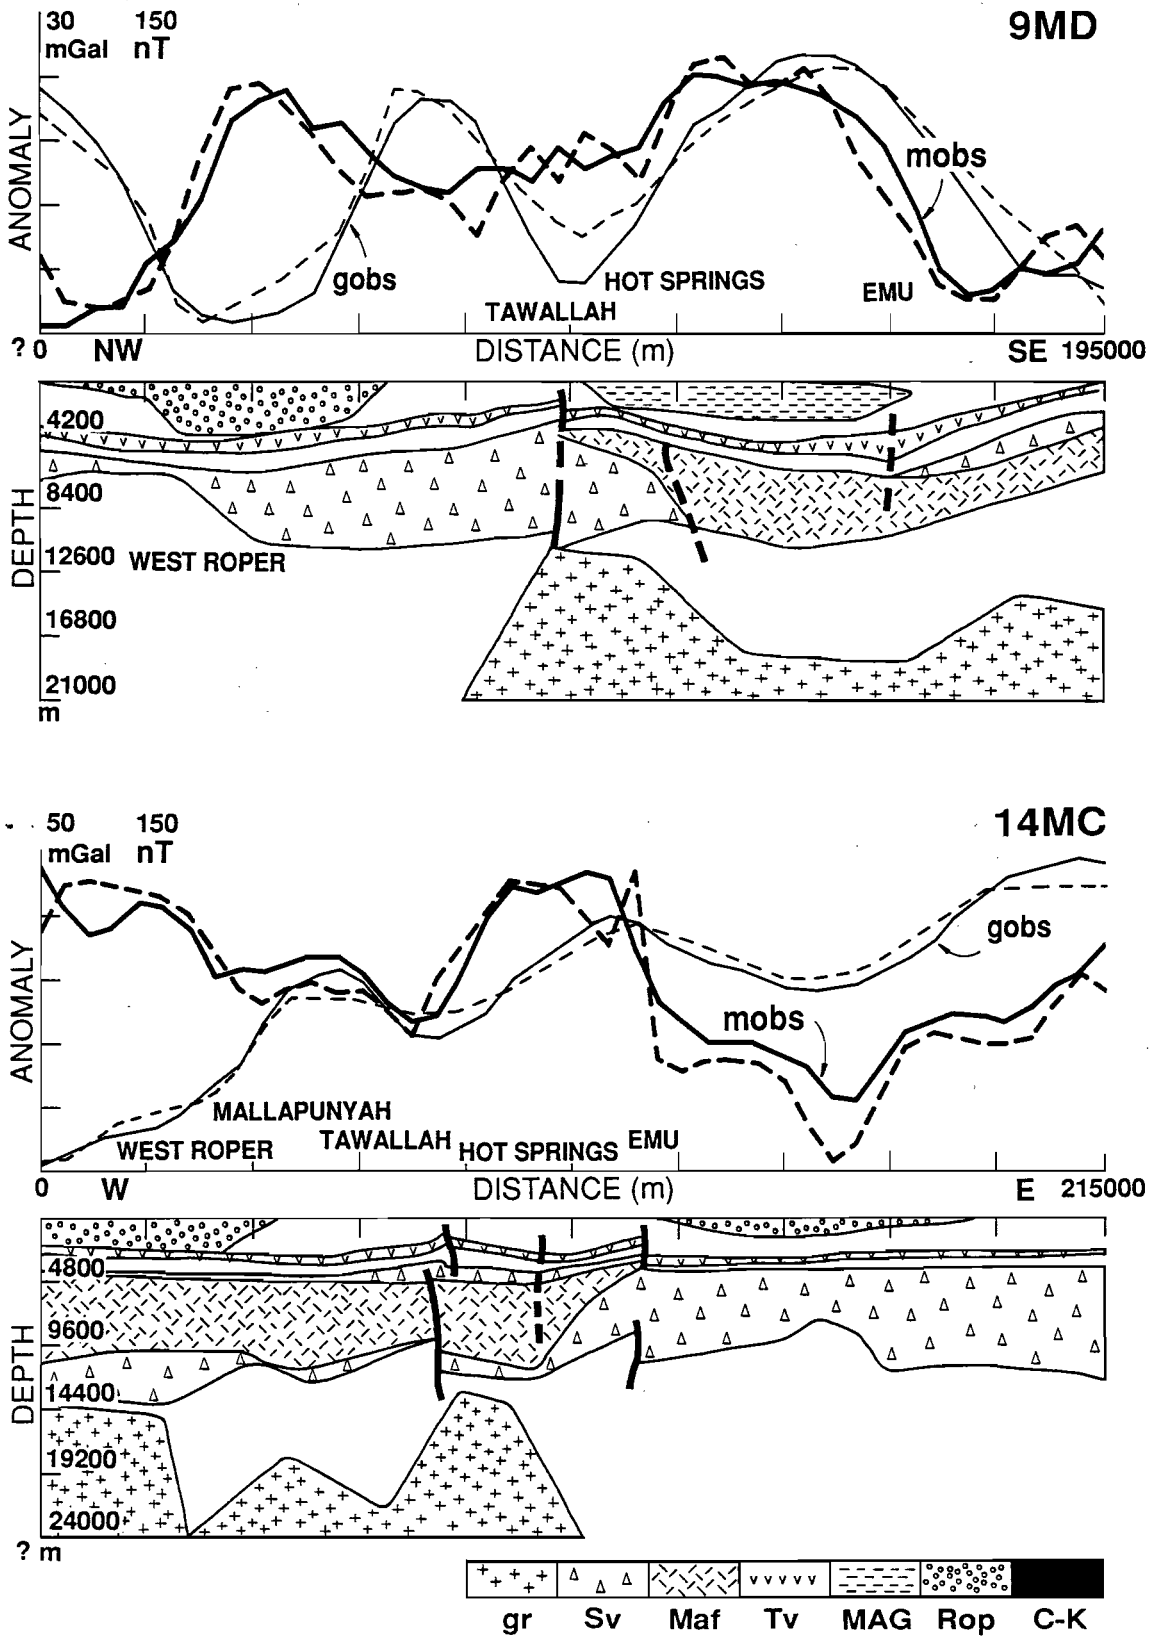 30 150 9MD
mGal nT
ANOMALY
mobs
gobs
HOT SPRINGS
EMU
TAWALLAH
? 0 NW DISTANCE (m) SE 195000
4200
8400
DEPTH
12600 WEST ROPER
16800
21000
m
50 150 14MC
mGal nT
ANOMALY
gobs
mobs
MALLAPUNYAH
WEST ROPER TAWALLAH HOT SPRINGS EMU
0 W DISTANCE (m) E 215000
4800
9600
DEPTH
14400
19200
24000
? m
gr Sv Maf Tv MAG Rop C-K